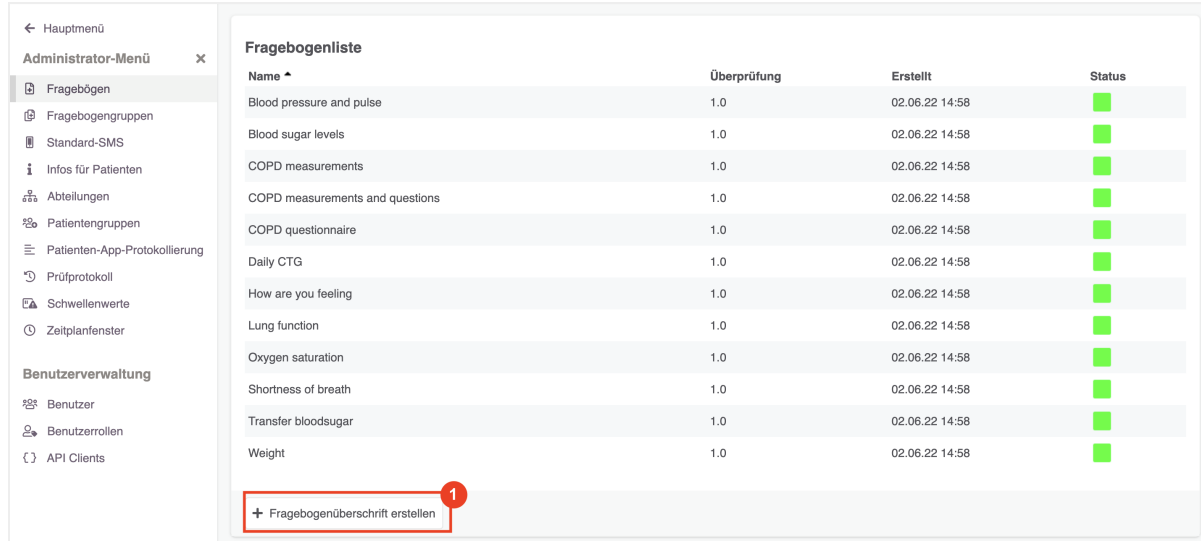 Hauptmenü
Administrator-Menü
Fragebögen
Fragebogengruppen
Standard-SMS
Infos für Patienten
Abteilungen
Patientengruppen
Patienten-App-Protokollierung
Prüfprotokoll
Schwellenwerte
Zeitplanfenster
Benutzerverwaltung
Benutzer
Benutzerrollen
API Clients
Fragebogenliste
Name Überprüfung Erstellt Status
Blood pressure and pulse 1.0 02.06.22 14:58
Blood sugar levels 1.0 02.06.22 14:58
COPD measurements 1.0 02.06.22 14:58
COPD measurements and questions 1.0 02.06.22 14:58
COPD questionnaire 1.0 02.06.22 14:58
Daily CTG 1.0 02.06.22 14:58
How are you feeling 1.0 02.06.22 14:58
Lung function 1.0 02.06.22 14:58
Oxygen saturation 1.0 02.06.22 14:58
Shortness of breath 1.0 02.06.22 14:58
Transfer bloodsugar 1.0 02.06.22 14:58
Weight 1.0 02.06.22 14:58
1
+ Fragebogenüberschrift erstellen